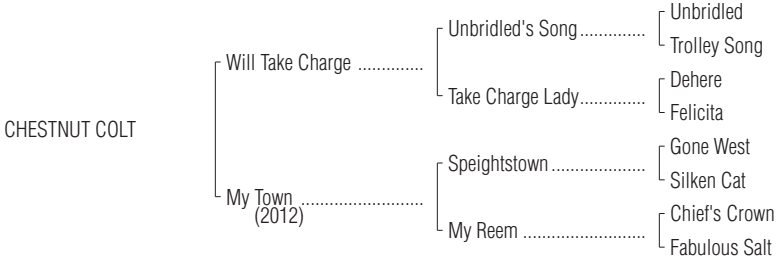 Unbridled
Unbridled's Song..............
Trolley Song
Will Take Charge ..............
Dehere
Take Charge Lady..............
Felicita
CHESTNUT COLT
Gone West
Speightstown....................
Silken Cat
My Town ..........................
(2012)
Chief's Crown
My Reem ..........................
Fabulous Salt